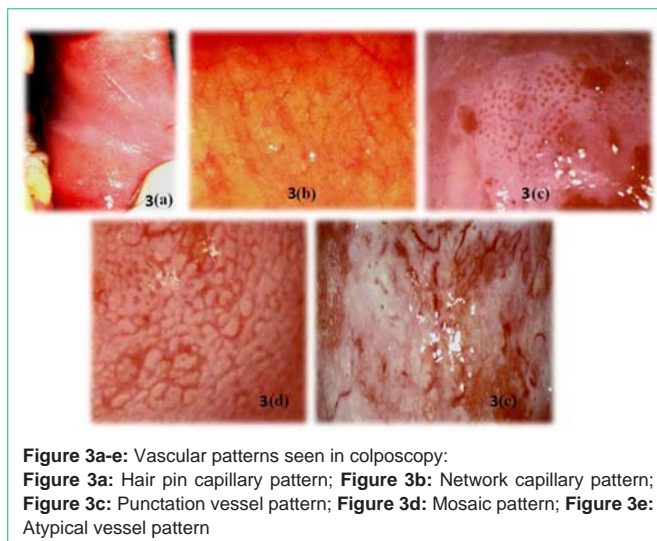 3(a)
3(b)
3(c)
3(d)
3(e)
Figure 3a-e: Vascular patterns seen in colposcopy:
Figure 3a: Hair pin capillary pattern; Figure 3b: Network capillary pattern;
Figure 3c: Punctation vessel pattern; Figure 3d: Mosaic pattern; Figure 3e:
Atypical vessel pattern